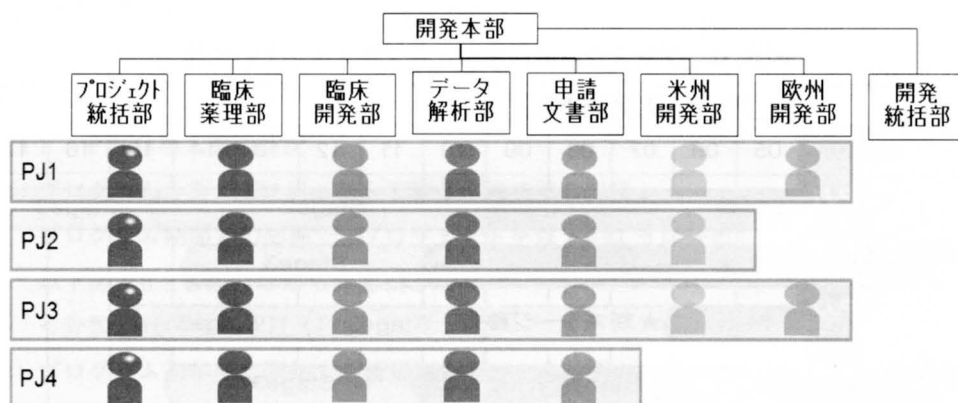 開発本部
プロジェクト
統括部
臨床
薬理部
臨床
開発部
データ
解析部
申請
文書部
米州
開発部
欧州
開発部
開発
統括部
PJ1
PJ2
PJ3
PJ4